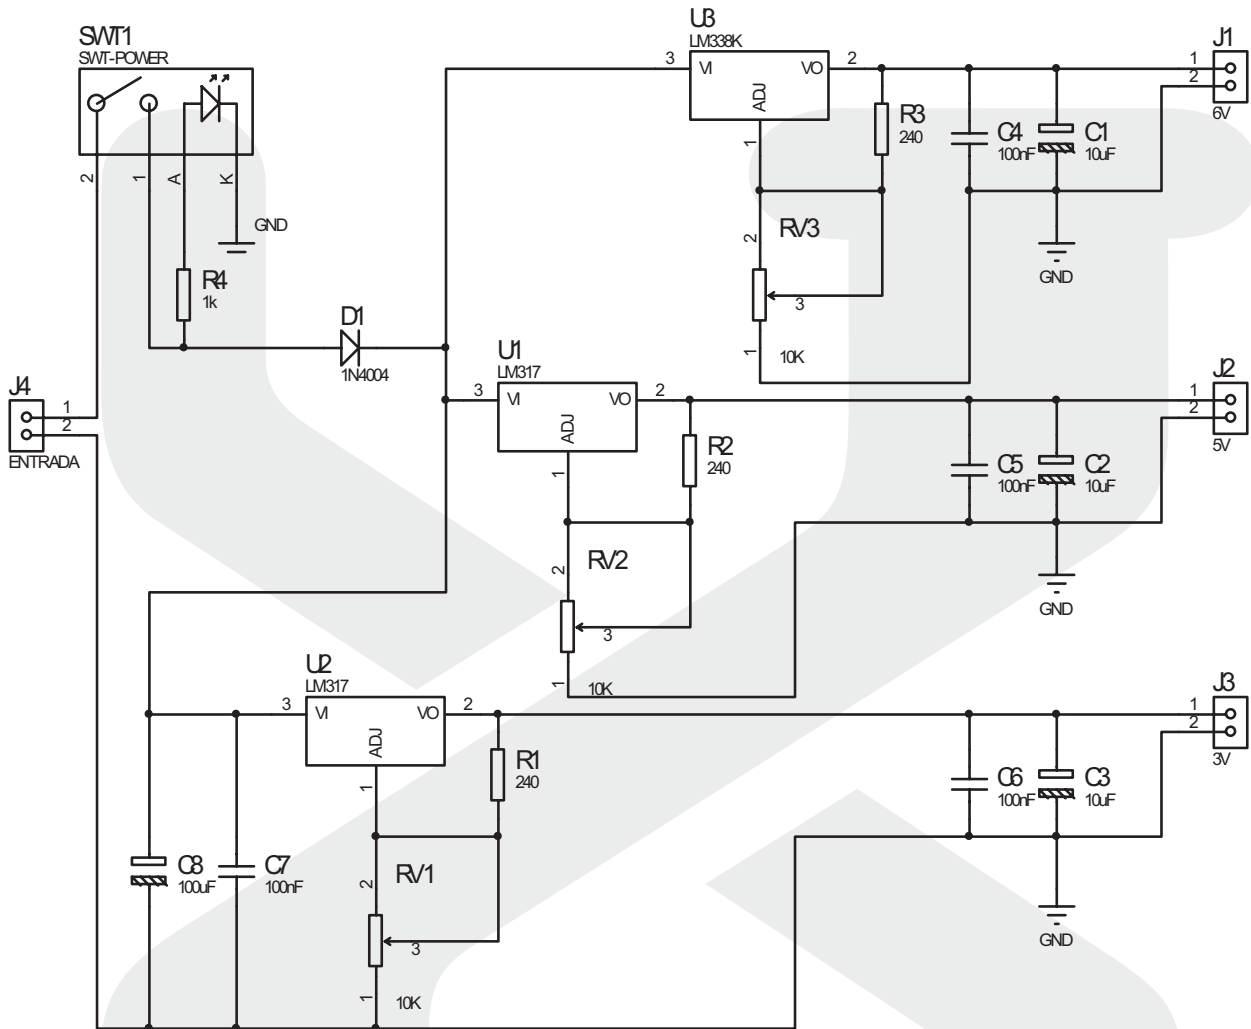 SWT1
SWT-POWER
2
1
A
K
GND
R4
1k
D1
1N4004
J4
1
2
ENTRADA
U3
LM338K
3
VI
VO
2
ADJ
1
R3
240
RV3
2
3
1
10K
C4
100nF
C1
10uF
GND
J1
1
2
6V
U1
LM317
3
VI
VO
2
ADJ
1
R2
240
RV2
2
3
1
10K
C5
100nF
C2
10uF
GND
J2
1
2
5V
U2
LM317
3
VI
VO
2
ADJ
1
R1
240
RV1
2
3
1
10K
C8
100uF
C7
100nF
C6
100nF
C3
10uF
GND
J3
1
2
3V